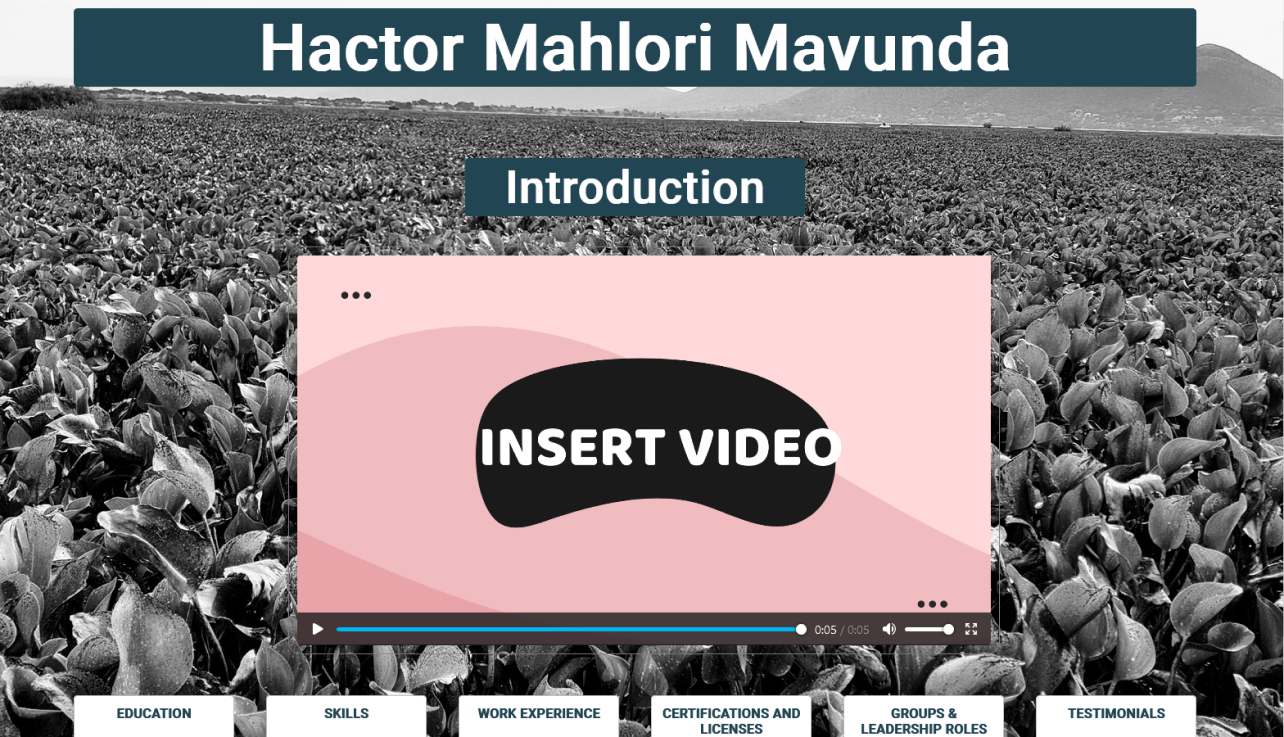 Hactor Mahlori Mavunda
Introduction
INSERT VIDEO
0:05 / 0:05
EDUCATION
SKILLS
WORK EXPERIENCE
CERTIFICATIONS AND
LICENSES
GROUPS &
LEADERSHIP ROLES
TESTIMONIALS